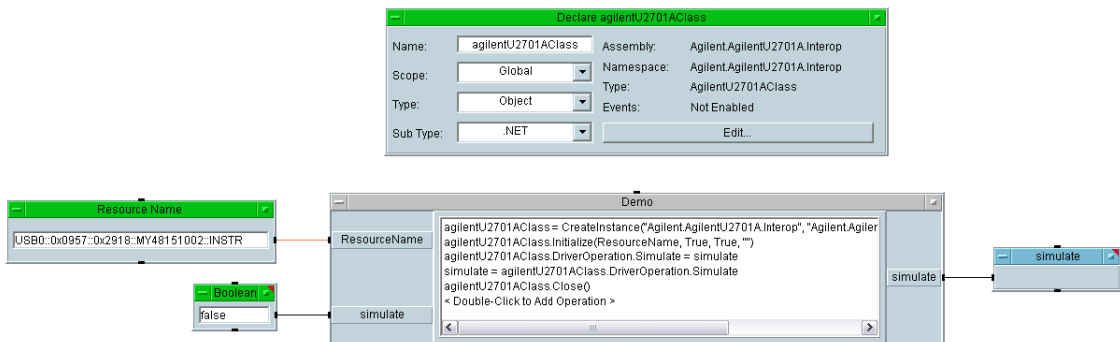 Declare agilentU2701AClass
Name: agilentU2701AClass Assembly: Agilent.AgilentU2701A.Interop
Scope: Global Namespace: Agilent.AgilentU2701A.Interop
Type: AgilentU2701AClass
Type: Object Events: Not Enabled
Sub Type: .NET Edit...
Resource Name
USB0::0x0957::0x2918::MY48151002::INSTR
Boolean
false
Demo
ResourceName
simulate
agilentU2701AClass = CreateInstance("Agilent.AgilentU2701A.Interop", "Agilent.Agiler
agilentU2701AClass.Initialize(ResourceName, True, True, "")
agilentU2701AClass.DriverOperation.Simulate = simulate
simulate = agilentU2701AClass.DriverOperation.Simulate
agilentU2701AClass.Close()
< Double-Click to Add Operation >
simulate
simulate